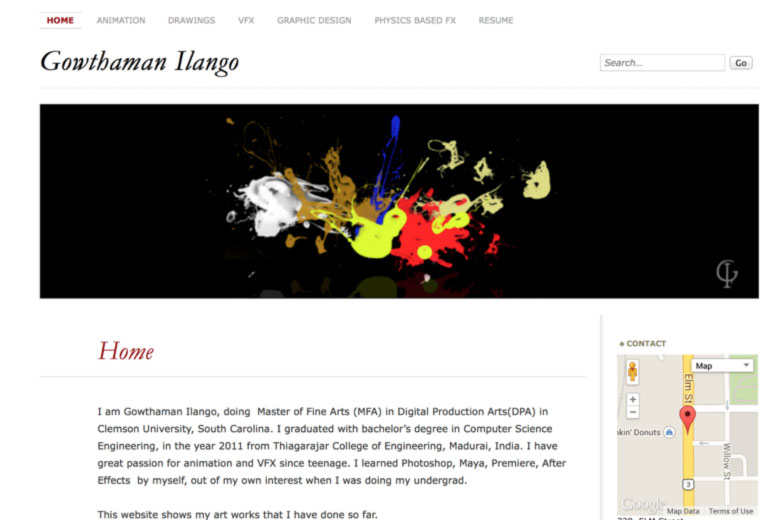 HOME ANIMATION DRAWINGS VFX GRAPHIC DESIGN PHYSICS BASED FX RESUME
Gowthaman Ilango
Search... Go
Home
I am Gowthaman Ilango, doing Master of Fine Arts (MFA) in Digital Production Arts(DPA) in
Clemson University, South Carolina. I graduated with bachelor's degree in Computer Science
Engineering, in the year 2011 from Thiagarajar College of Engineering, Madurai, India. I have
great passion for animation and VFX since teenage. I learned Photoshop, Maya, Premiere, After
Effects by myself, out of my own interest when I was doing my undergrad.
This website shows my art works that I have done so far.
CONTACT
Map
Elm St
kin' Donuts
Willow St
3
Google
Map Data Terms of Use